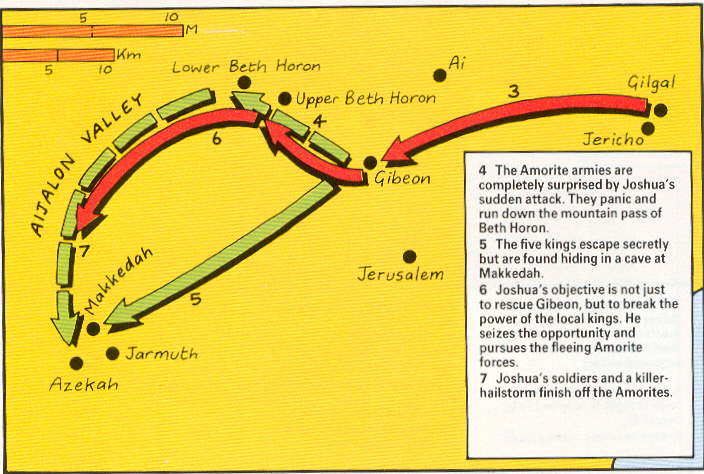 5 10
M
Km
5 10
Lower Beth Horon
Ai
Upper Beth Horon
Gilgal
3
4
Jericho
6
AIJALON VALLEY
Gibeon
7
Makkedah
Jerusalem
5
Jarmuth
Azekah
4 The Amorite armies are
completely surprised by Joshua's
sudden attack. They panic and
run down the mountain pass of
Beth Horon.
5 The five kings escape secretly
but are found hiding in a cave at
Makkedah.
6 Joshua's objective is not just
to rescue Gibeon, but to break the
power of the local kings. He
seizes the opportunity and
pursues the fleeing Amorite
forces.
7 Joshua's soldiers and a killer-
hailstorm finish off the Amorites.